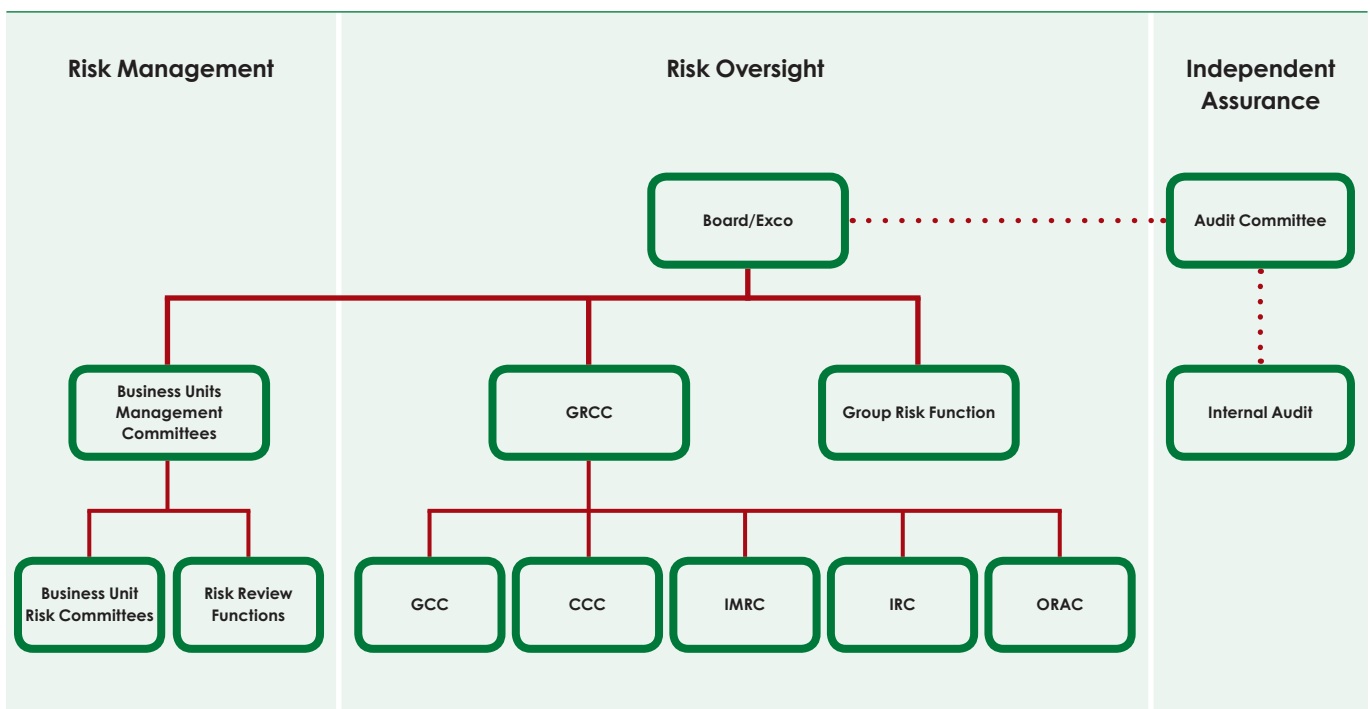 Risk Management
Risk Oversight
Independent
Assurance
Board/Exco
Audit Committee
Business Units
Management
Committees
GRCC
Group Risk Function
Internal Audit
Business Unit
Risk Committees
Risk Review
Functions
GCC
CCC
IMRC
IRC
ORAC